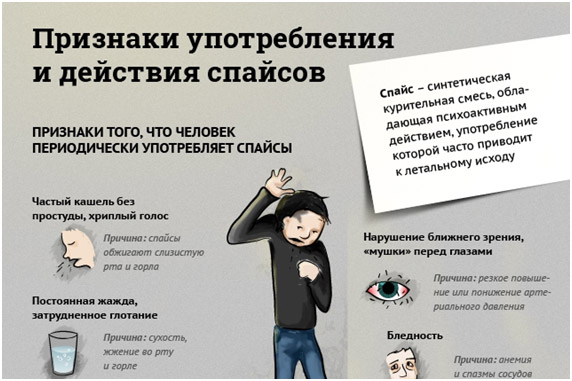 Признаки употребления
и действия спайсов
Спайс – синтетическая
курительная смесь, обла-
дающая психоактивным
действием, употребление
которой часто приводит
к летальному исходу
ПРИЗНАКИ ТОГО, ЧТО ЧЕЛОВЕК
ПЕРИОДИЧЕСКИ УПОТРЕБЛЯЕТ СПАЙСЫ
Частый кашель без
простуды, хриплый голос
Причина: спайсы
обжигают слизистую
рта и горла
Постоянная жажда,
затрудненное глотание
Причина: сухость,
жжение во рту
и горле
Нарушение ближнего зрения,
«мушки» перед глазами
Причина: резкое повыше-
ние или понижение арте-
риального давления
Бледность
Причина: анемия
и спазмы сосудов